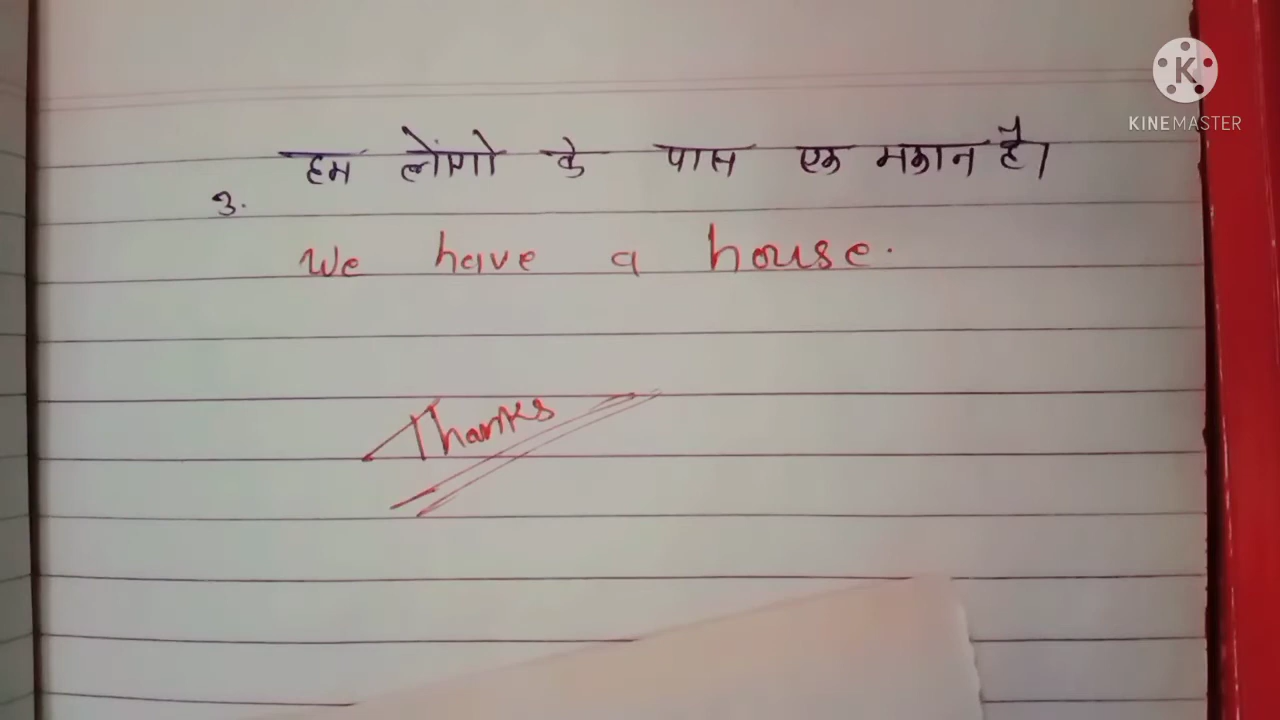 हम लोंगो के पास एक मकान है।
3.
We have a house.
Thanks
K
KINEMASTER